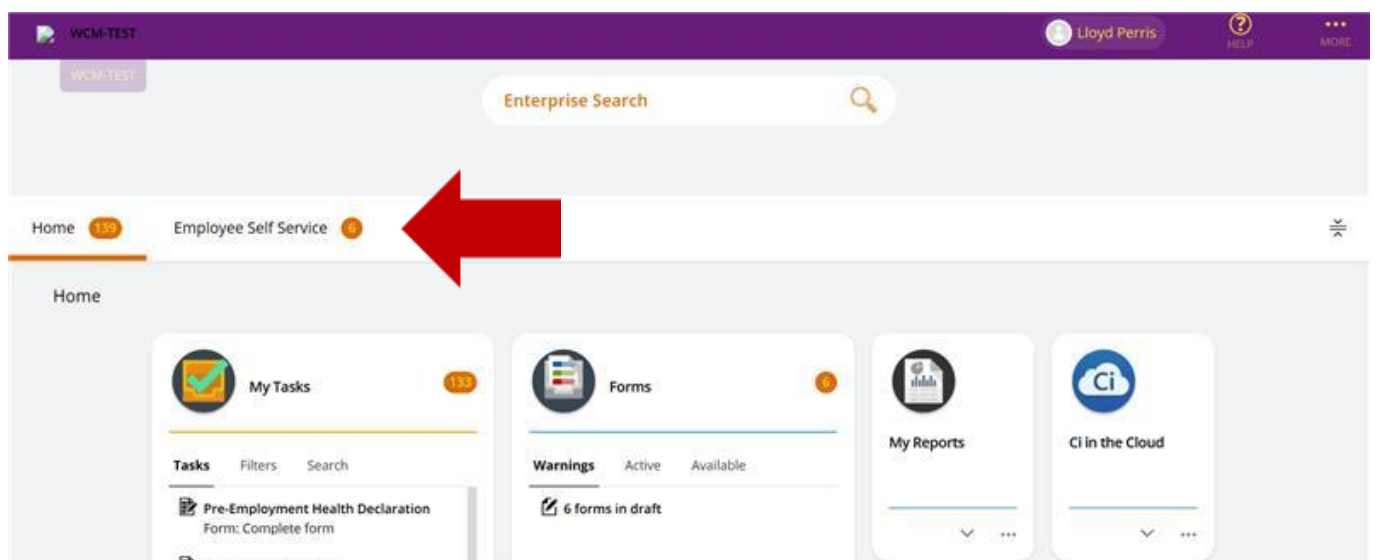 WCM-TEST
Lloyd Perris
HELP
MORE
WCM-TEST
Enterprise Search
Home 139
Employee Self Service 6
Home
My Tasks 133
Forms 6
My Reports
Ci
Ci in the Cloud
Tasks Filters Search
Warnings Active Available
Pre-Employment Health Declaration
Form: Complete form
6 forms in draft